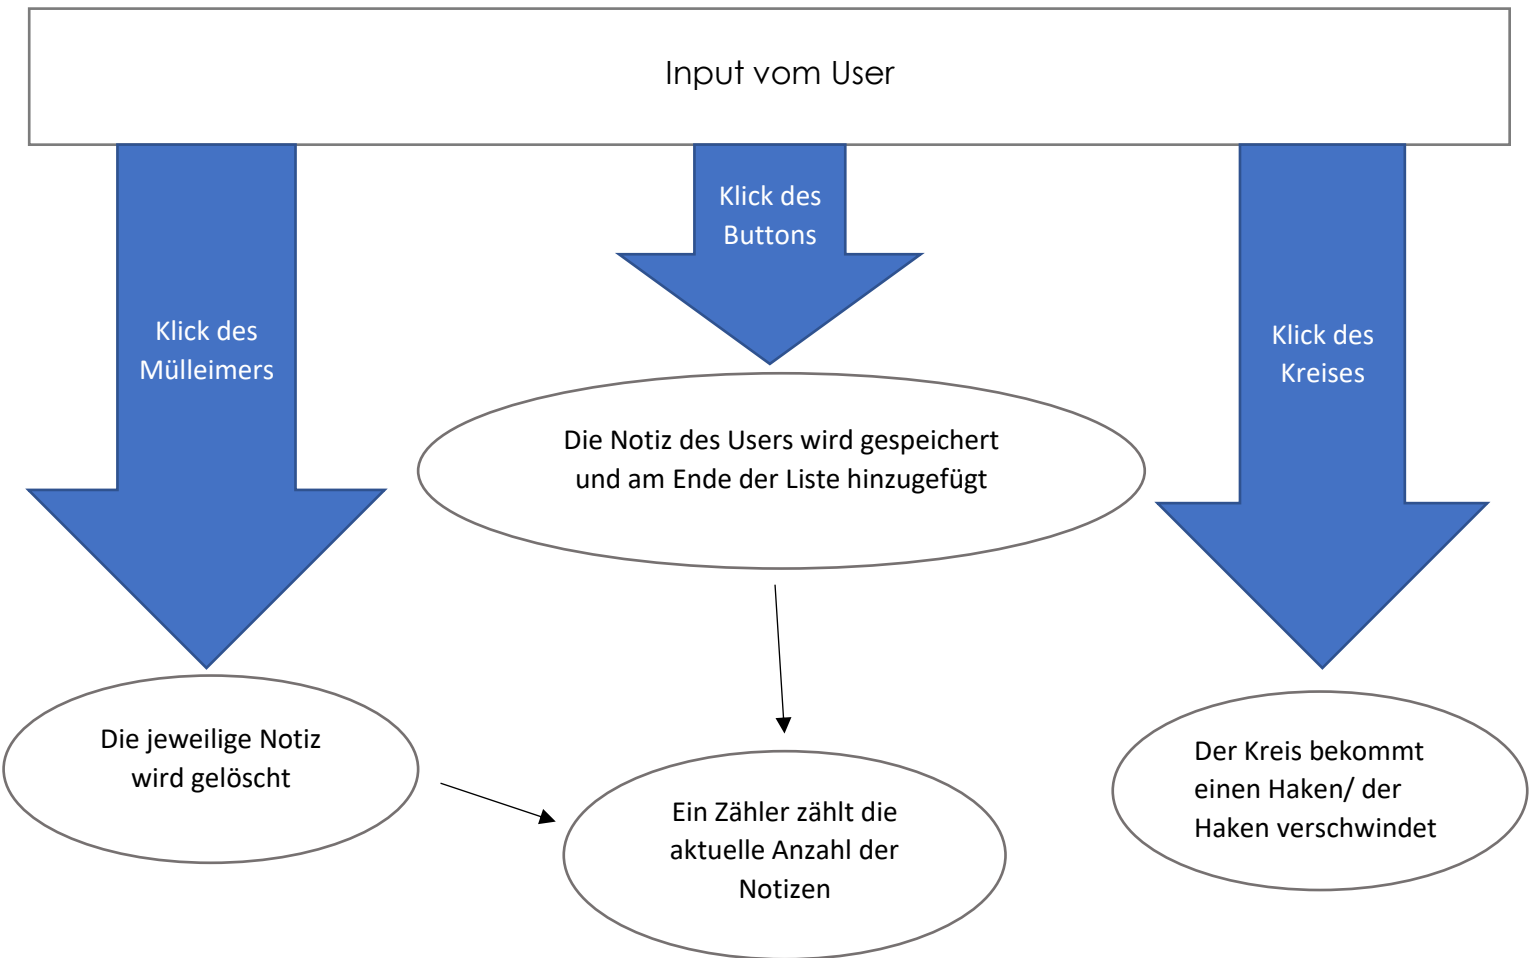 Input vom User
Klick des
Buttons
Klick des
Mülleimers
Klick des
Kreises
Die Notiz des Users wird gespeichert
und am Ende der Liste hinzugefügt
Die jeweilige Notiz
wird gelöscht
Ein Zähler zählt die
aktuelle Anzahl der
Notizen
Der Kreis bekommt
einen Haken/ der
Haken verschwindet